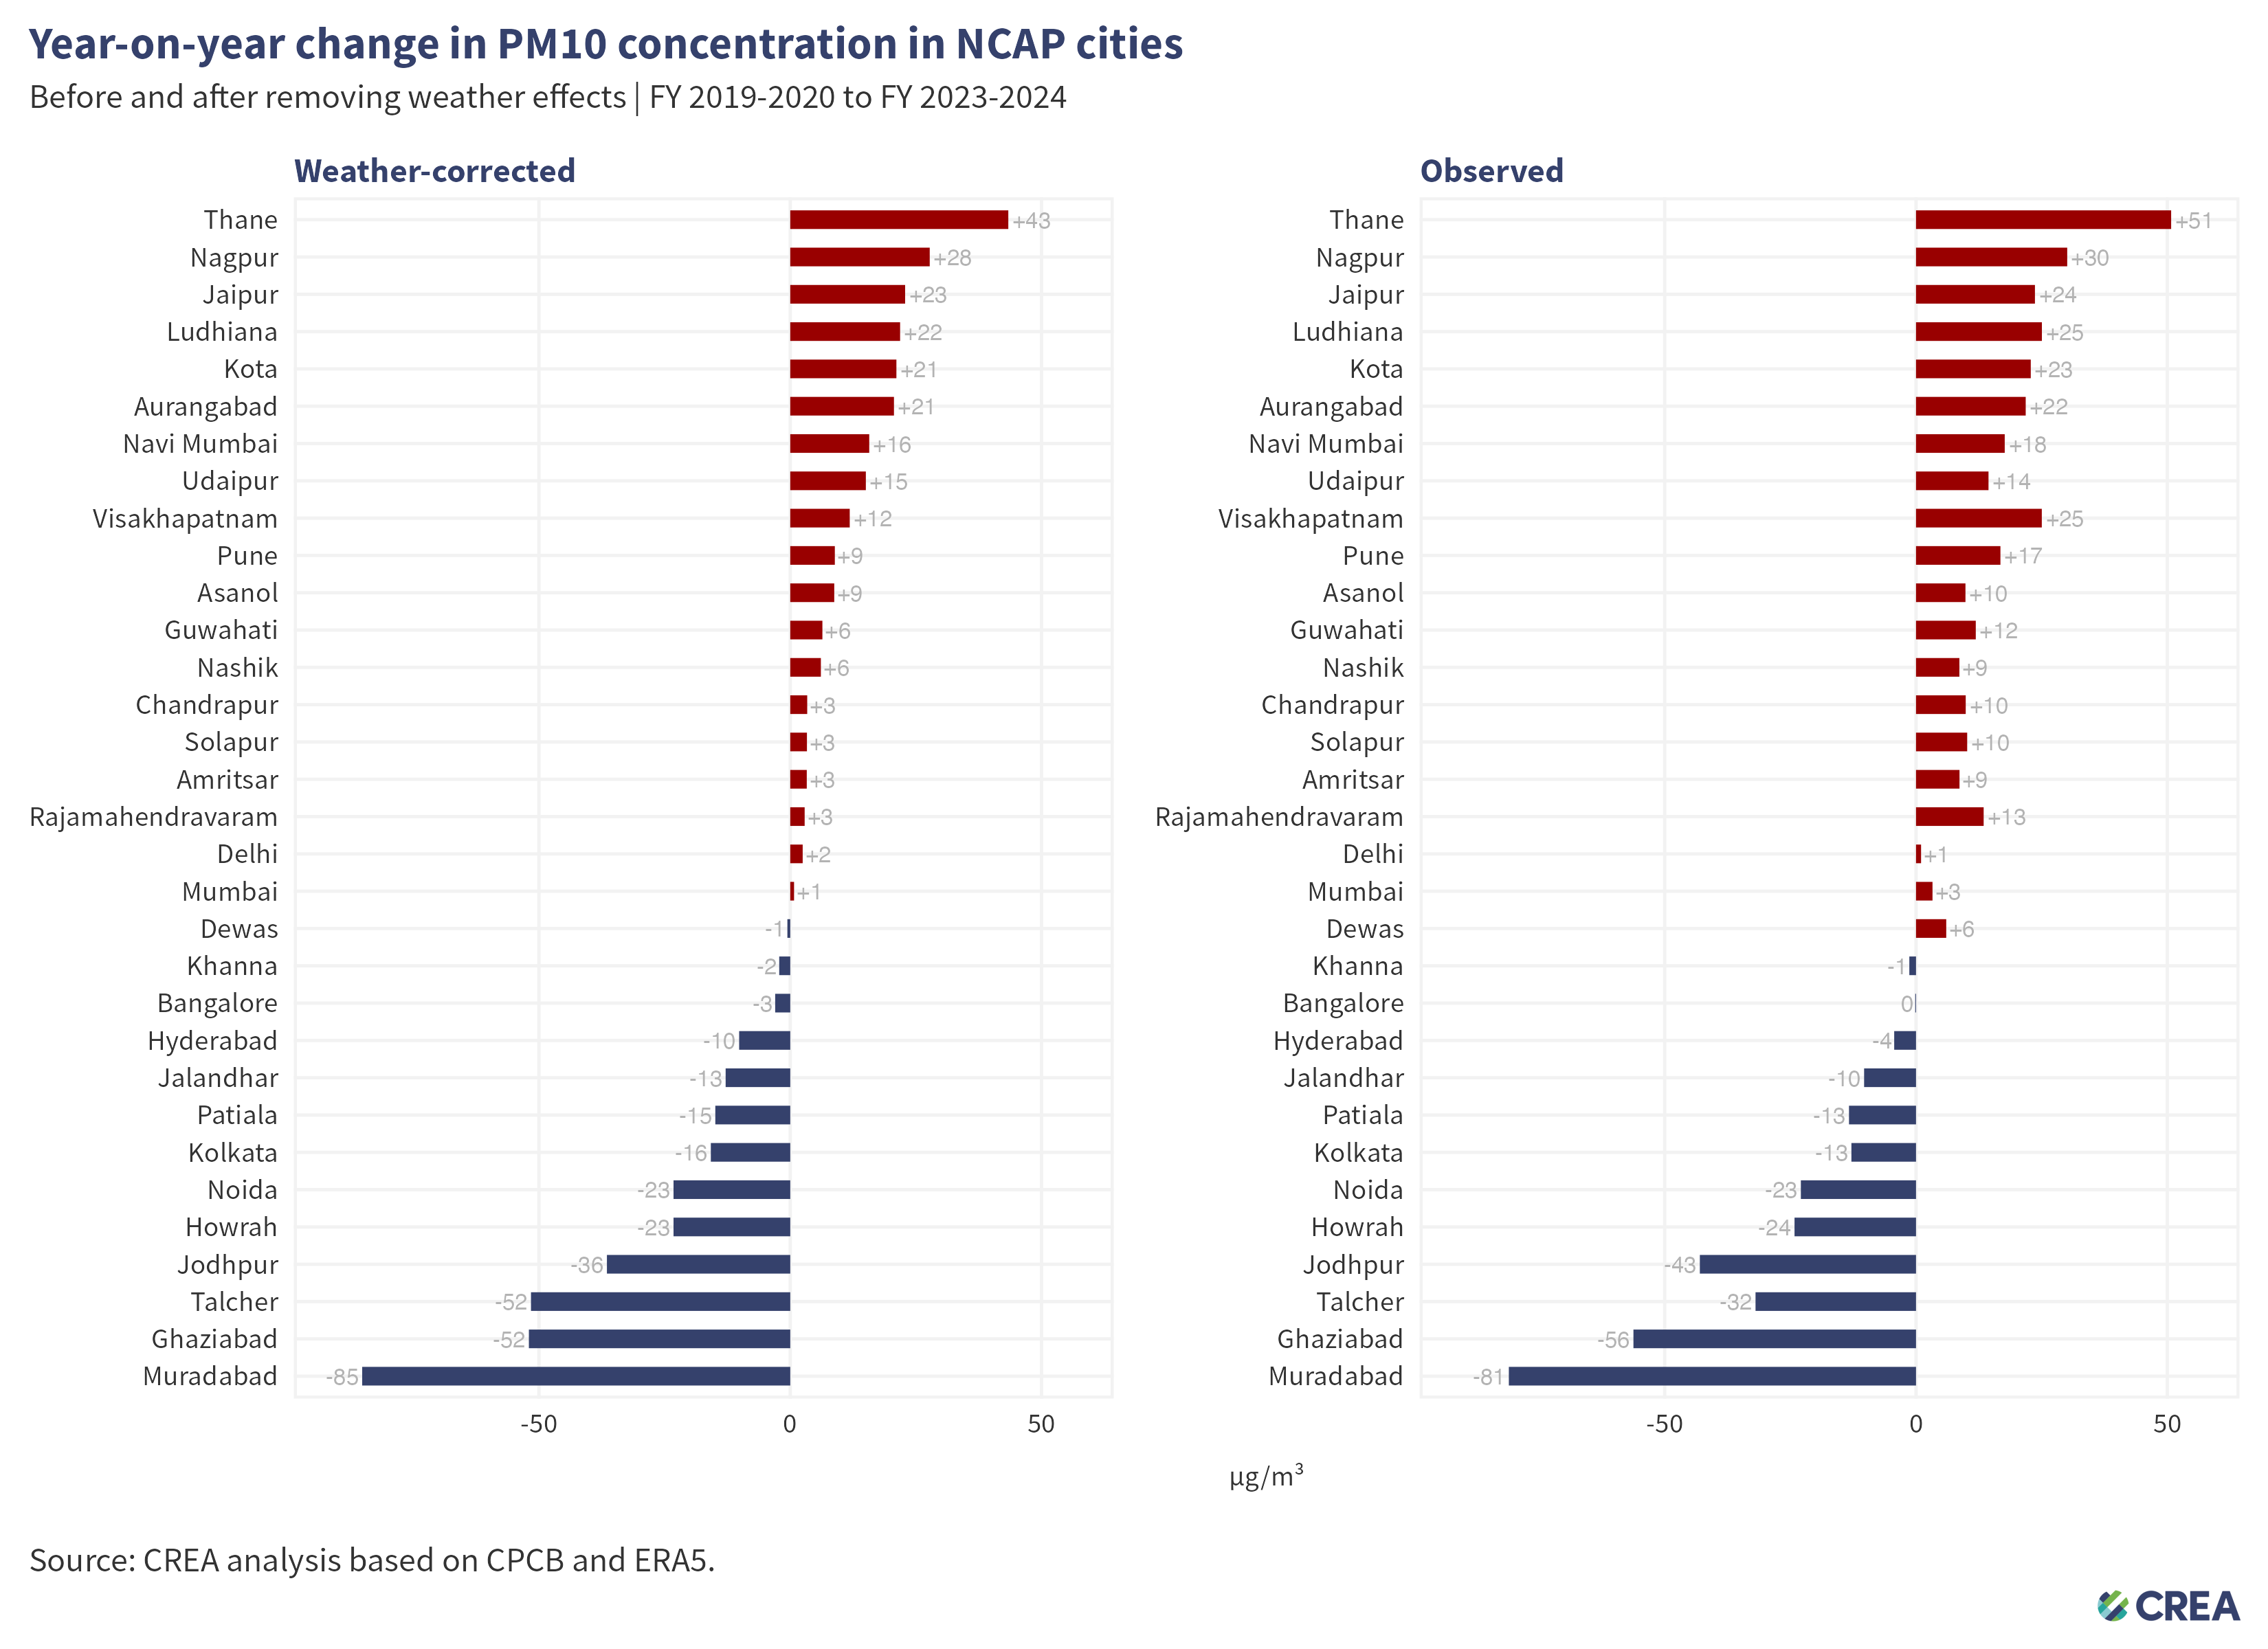 Year-on-year change in PM10 concentration in NCAP cities
Before and after removing weather effects | FY 2019-2020 to FY 2023-2024
Weather-corrected
Thane +43
Nagpur +28
Jaipur +23
Ludhiana +22
Kota +21
Aurangabad +21
Navi Mumbai +16
Udaipur +15
Visakhapatnam +12
Pune +9
Asanol +9
Guwahati +6
Nashik +6
Chandrapur +3
Solapur +3
Amritsar +3
Rajamahendravaram +3
Delhi +2
Mumbai +1
Dewas -1
Khanna -2
Bangalore -3
Hyderabad -10
Jalandhar -13
Patiala -15
Kolkata -16
Noida -23
Howrah -23
Jodhpur -36
Talcher -52
Ghaziabad -52
Muradabad -85
-50 0 50
Observed
Thane +51
Nagpur +30
Jaipur +24
Ludhiana +25
Kota +23
Aurangabad +22
Navi Mumbai +18
Udaipur +14
Visakhapatnam +25
Pune +17
Asanol +10
Guwahati +12
Nashik +9
Chandrapur +10
Solapur +10
Amritsar +9
Rajamahendravaram +13
Delhi +1
Mumbai +3
Dewas +6
Khanna -1
Bangalore 0
Hyderabad -4
Jalandhar -10
Patiala -13
Kolkata -13
Noida -23
Howrah -24
Jodhpur -43
Talcher -32
Ghaziabad -56
Muradabad -81
-50 0 50
µg/m³
Source: CREA analysis based on CPCB and ERA5.
CREA